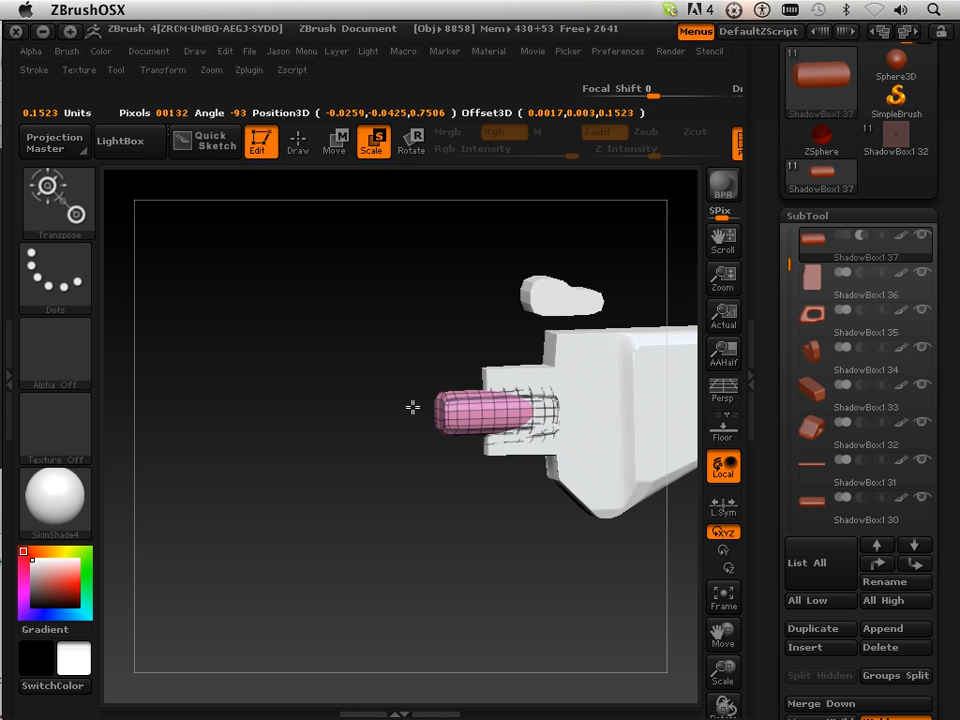 ZBrushOSX
4
ZBrush 4[ZRCM-UMBO-AEGJ-SYDD] ZBrush Document [Obj+8858] Mem+430+53 Free+2641 Menus DefaultZScript
Alpha Brush Color Document Draw Edit File Jason Menu Layer Light Macro Marker Material Movie Picker Preferences Render Stencil
Stroke Texture Tool Transform Zoom Zplugin Zscript
Focal Shift 0
0.1523 Units Pixols 00132 Angle -93 Position3D ( -0.0259,-0.0425,0.7506 ) Offset3D ( 0.0017,0.003,0.1523 )
Projection Master
LightBox
Quick Sketch
Edit
Draw
Move
Scale
Rotate
Mrgb Rgb M
Rgb Intensity
Zadd Zsub Zcut
Z Intensity
Transpose
Dots
Alpha Off
Texture Off
SkinShade4
Gradient
SwitchColor
BPR
SPix
Scroll
Zoom
Actual
AAHalf
Persp
Floor
Local
L.Sym
XYZ
Frame
Move
Scale
11
ShadowBox1 37
Sphere3D
SimpleBrush
ZSphere
11
ShadowBox1 32
11
ShadowBox1 37
SubTool
ShadowBox1 37
ShadowBox1 36
ShadowBox1 35
ShadowBox1 34
ShadowBox1 33
ShadowBox1 32
ShadowBox1 31
ShadowBox1 30
List All
Rename
All Low All High
Duplicate Append
Insert Delete
Split Hidden Groups Split
Merge Down